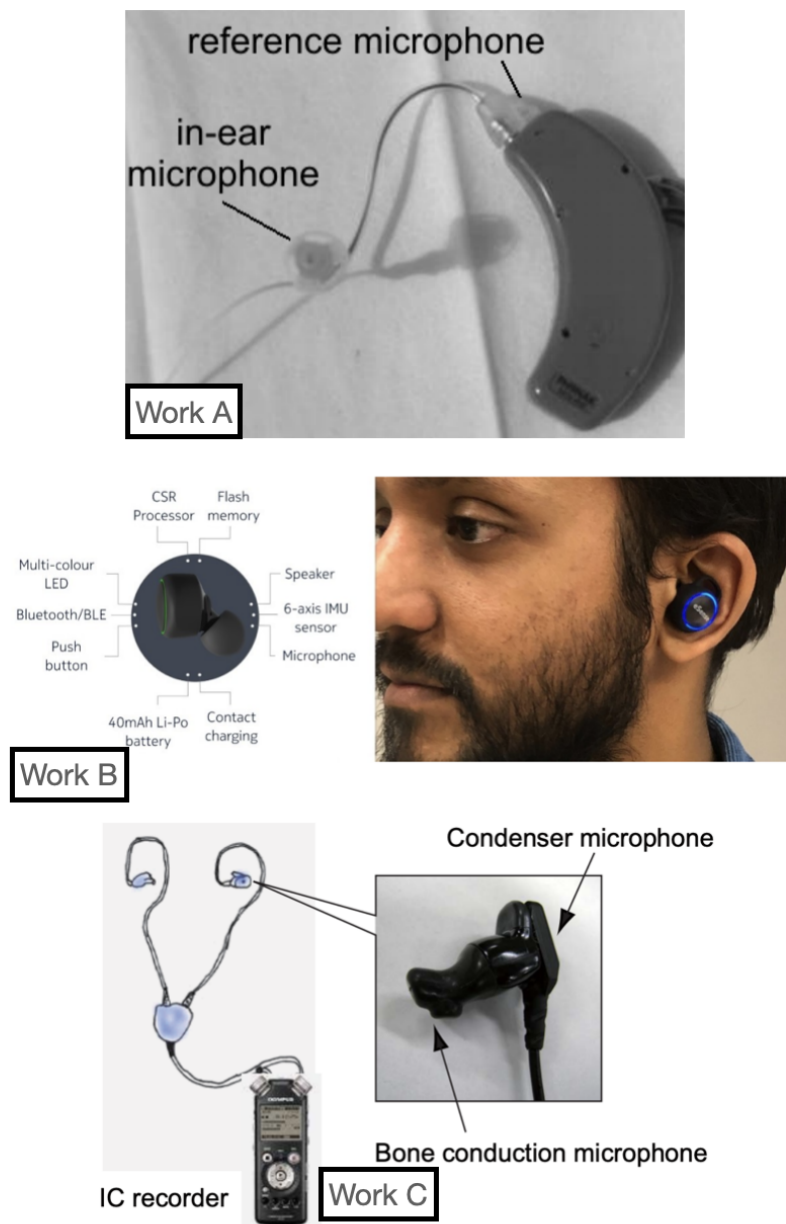 reference microphone
in-ear
microphone
Work A
CSR
Processor
Flash
memory
Multi-colour
LED
Bluetooth/BLE
Push
button
Speaker
6-axis IMU
sensor
Microphone
40mAh Li-Po
battery
Contact
charging
eSense
Work B
Condenser microphone
OLYMPUS
Bone conduction microphone
IC recorder
Work C